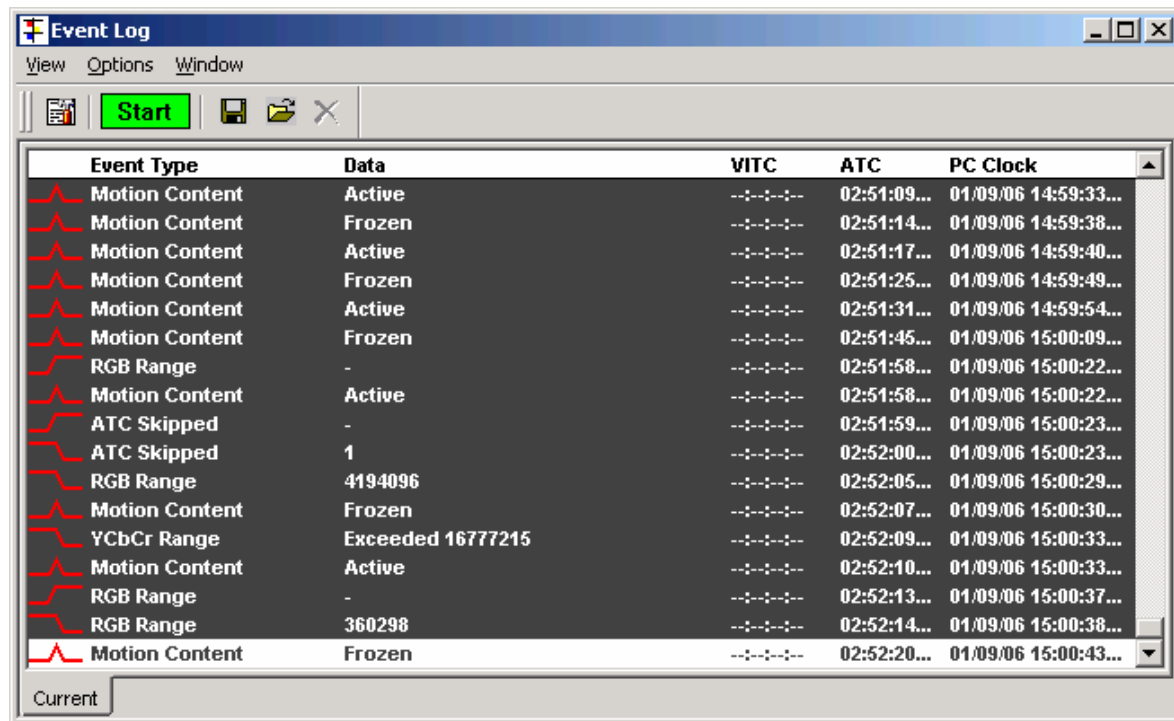 Event Log
View Options Window
Start
Event Type Data VITC ATC PC Clock
Motion Content Active --:--:--:-- 02:51:09... 01/09/06 14:59:33...
Motion Content Frozen --:--:--:-- 02:51:14... 01/09/06 14:59:38...
Motion Content Active --:--:--:-- 02:51:17... 01/09/06 14:59:40...
Motion Content Frozen --:--:--:-- 02:51:25... 01/09/06 14:59:49...
Motion Content Active --:--:--:-- 02:51:31... 01/09/06 14:59:54...
Motion Content Frozen --:--:--:-- 02:51:45... 01/09/06 15:00:09...
RGB Range - --:--:--:-- 02:51:58... 01/09/06 15:00:22...
Motion Content Active --:--:--:-- 02:51:58... 01/09/06 15:00:22...
ATC Skipped - --:--:--:-- 02:51:59... 01/09/06 15:00:23...
ATC Skipped 1 --:--:--:-- 02:52:00... 01/09/06 15:00:23...
RGB Range 4194096 --:--:--:-- 02:52:05... 01/09/06 15:00:29...
Motion Content Frozen --:--:--:-- 02:52:07... 01/09/06 15:00:30...
YCbCr Range Exceeded 16777215 --:--:--:-- 02:52:09... 01/09/06 15:00:33...
Motion Content Active --:--:--:-- 02:52:10... 01/09/06 15:00:33...
RGB Range - --:--:--:-- 02:52:13... 01/09/06 15:00:37...
RGB Range 360298 --:--:--:-- 02:52:14... 01/09/06 15:00:38...
Motion Content Frozen --:--:--:-- 02:52:20... 01/09/06 15:00:43...
Current